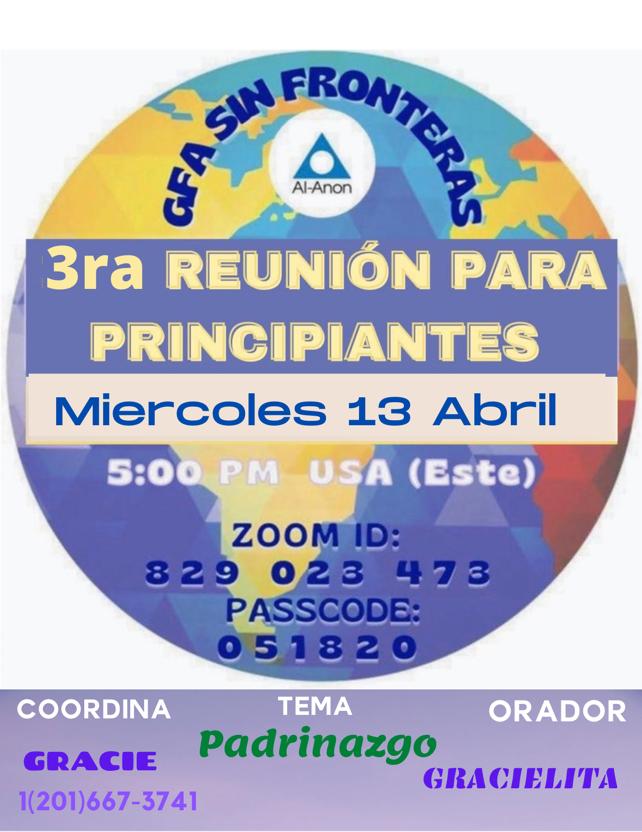 GFA SIN FRONTERAS
Al-Anon
3ra REUNIÓN PARA
PRINCIPIANTES
Miercoles 13 Abril
5:00 PM USA (Este)
ZOOM ID:
829 023 473
PASSCODE:
051820
COORDINA
TEMA
ORADOR
Padrinazgo
GRACIE
GRACIELITA
1(201)667-3741